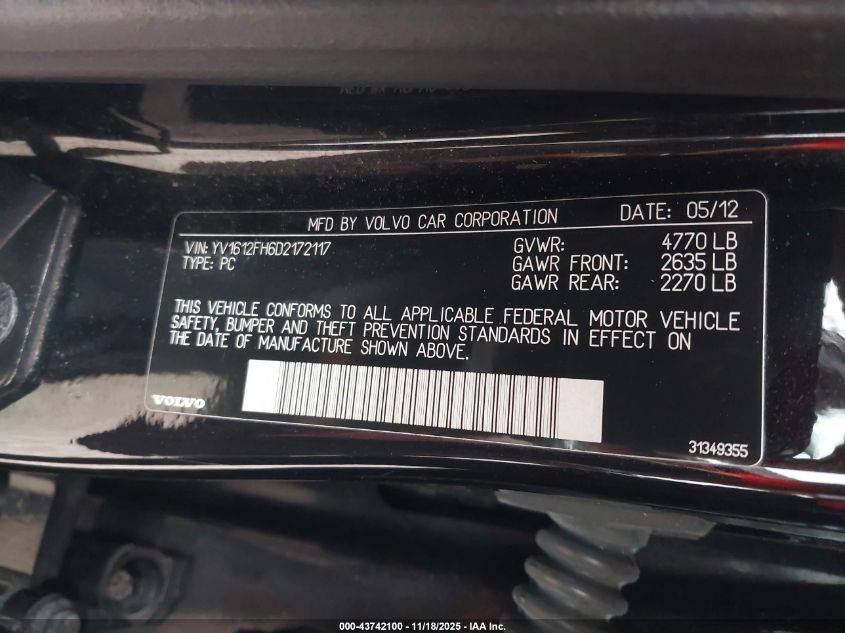 MFD BY VOLVO CAR CORPORATION DATE: 05/12
VIN: YV1612FH6D2172117 GVWR: 4770 LB
TYPE: PC GAWR FRONT: 2635 LB
GAWR REAR: 2270 LB
THIS VEHICLE CONFORMS TO ALL APPLICABLE FEDERAL MOTOR VEHICLE
SAFETY, BUMPER AND THEFT PREVENTION STANDARDS IN EFFECT ON
THE DATE OF MANUFACTURE SHOWN ABOVE.
VOLVO
31349355
000-43742100 - 11/18/2025 - IAA Inc.